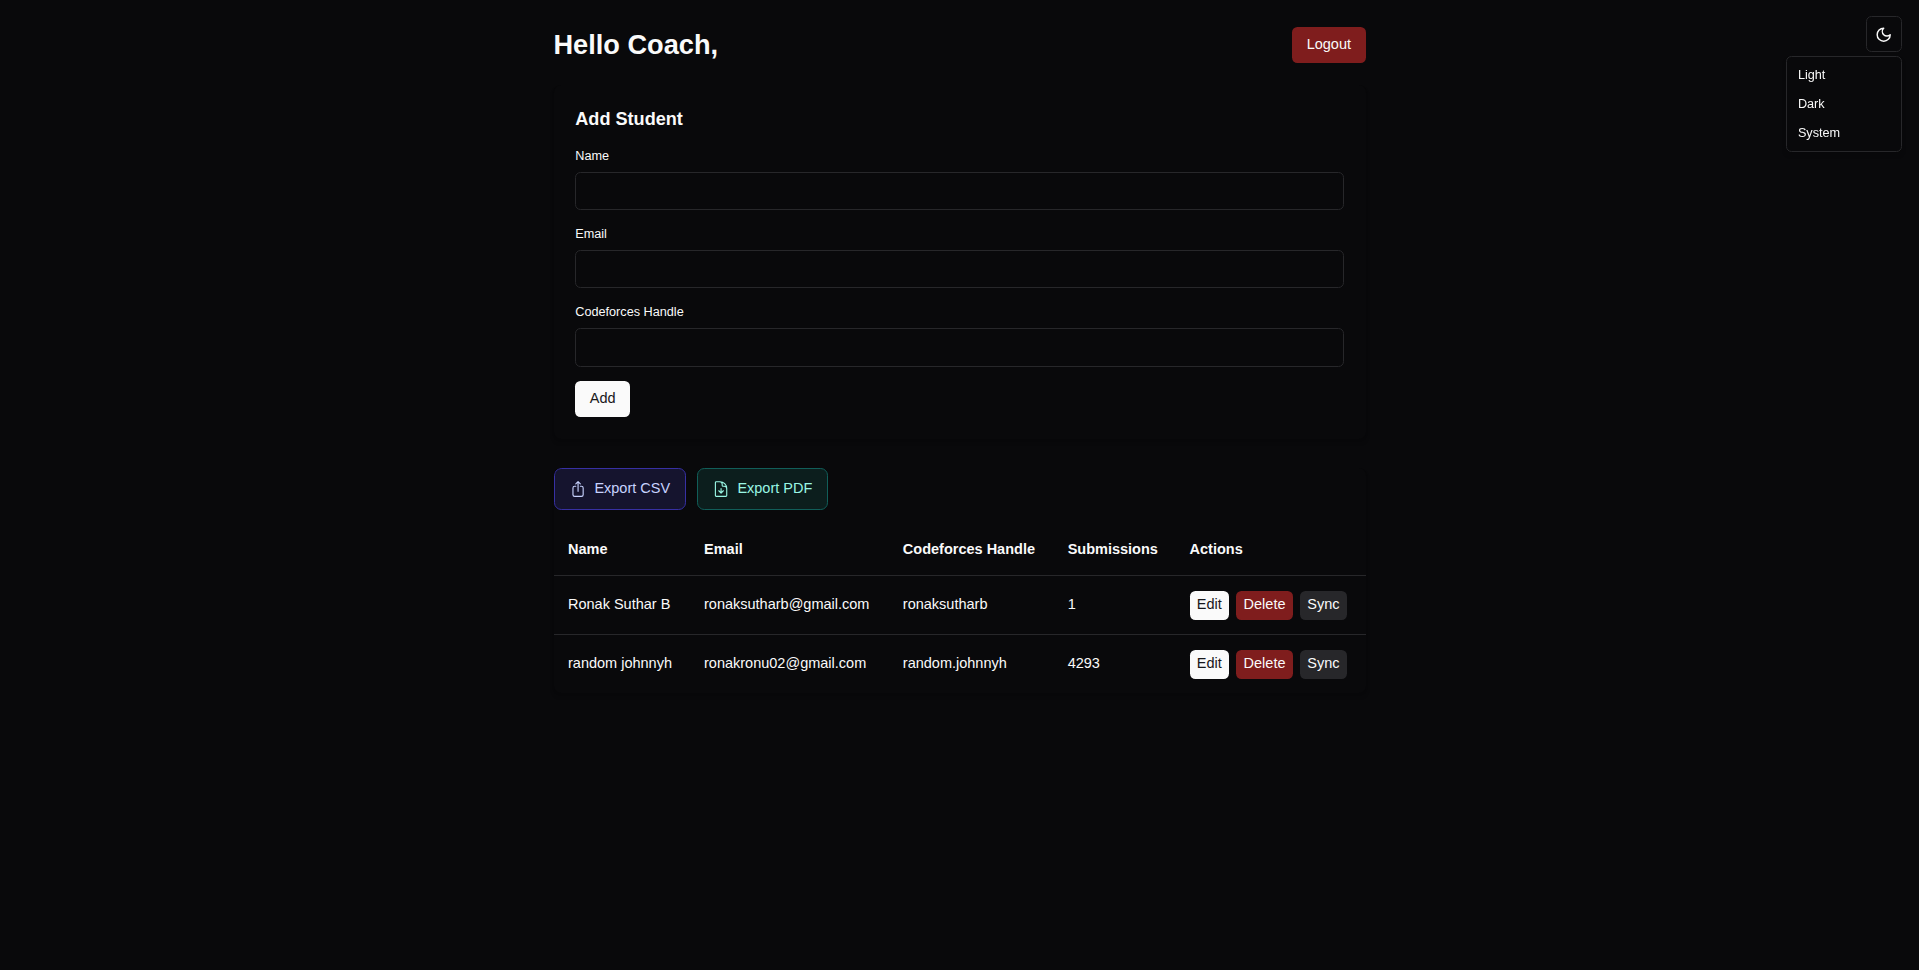 Hello Coach,
Logout
Light
Dark
System
Add Student
Name
Email
Codeforces Handle
Add
Export CSV
Export PDF
Name Email Codeforces Handle Submissions Actions
Ronak Suthar B ronaksutharb@gmail.com ronaksutharb 1 Edit Delete Sync
random johnnyh ronakronu02@gmail.com random.johnnyh 4293 Edit Delete Sync